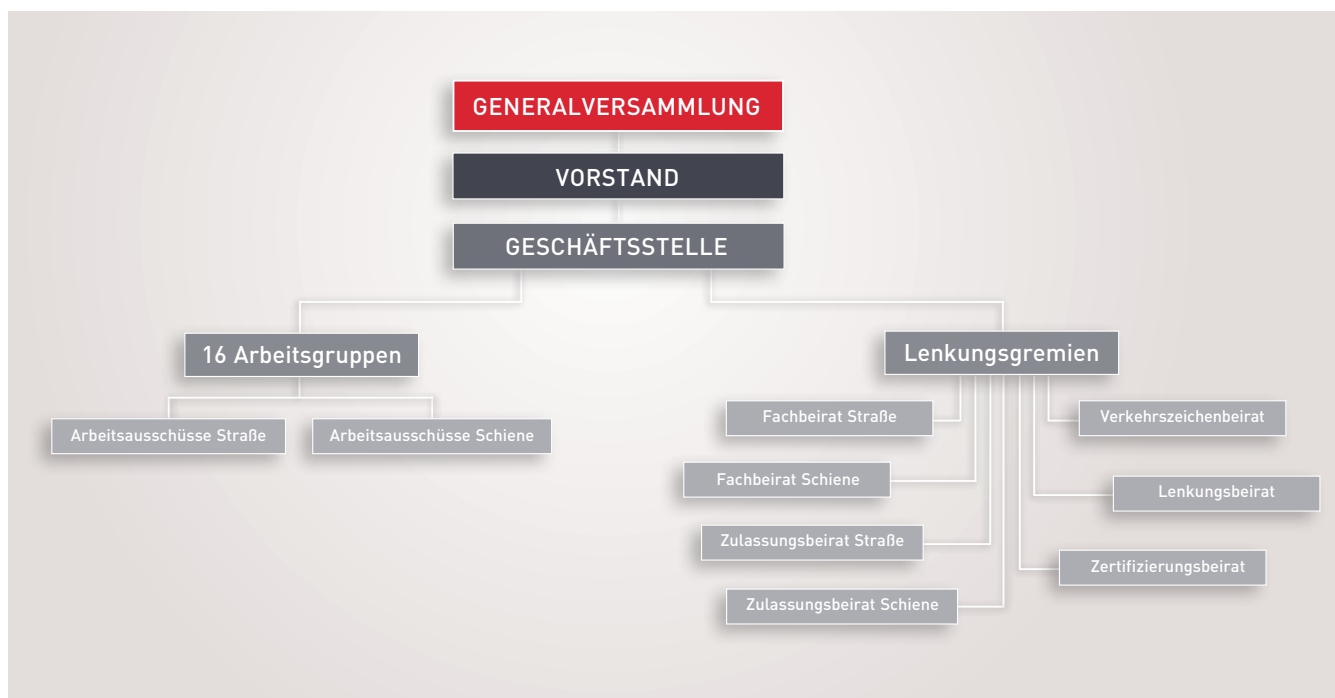 GENERALVERSAMMLUNG
VORSTAND
GESCHÄFTSSTELLE
16 Arbeitsgruppen
Arbeitsausschüsse Straße
Arbeitsausschüsse Schiene
Lenkungsgremien
Fachbeirat Straße
Fachbeirat Schiene
Zulassungsbeirat Straße
Zulassungsbeirat Schiene
Verkehrszeichenbeirat
Lenkungsbeirat
Zertifizierungsbeirat